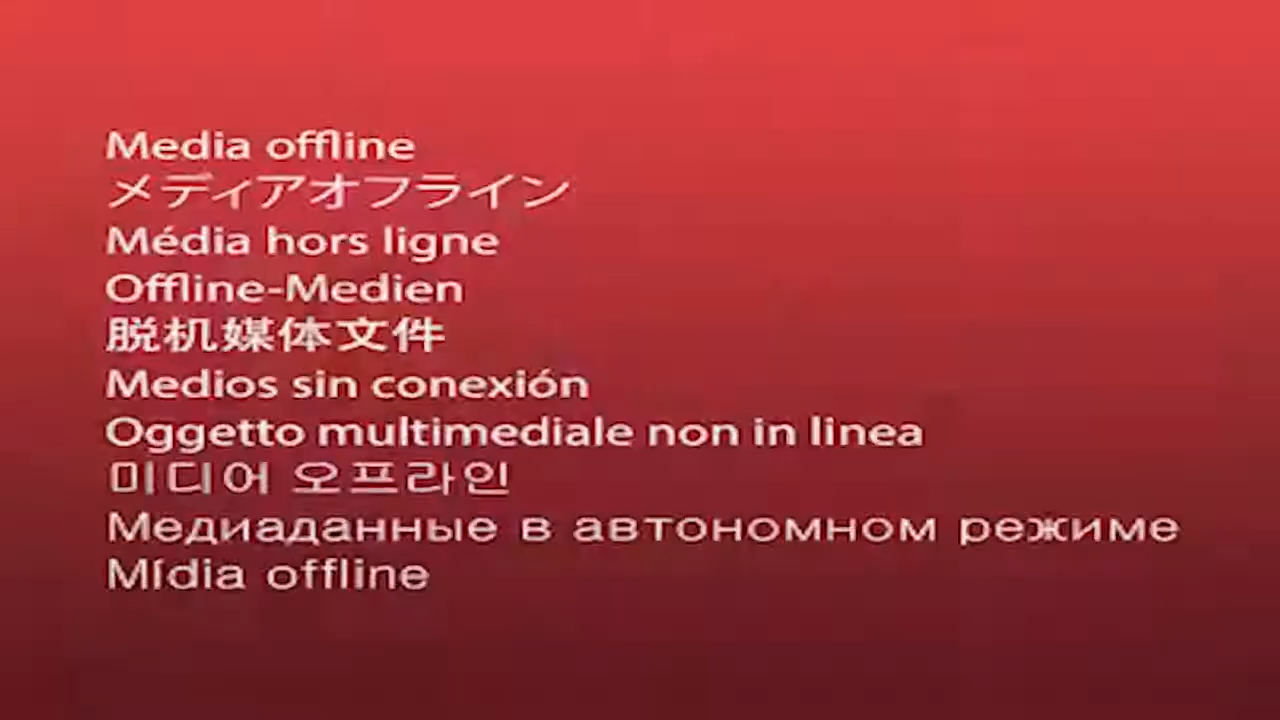 Media offline
メディアオフライン
Média hors ligne
Offline-Medien
脱机媒体文件
Medios sin conexión
Oggetto multimediale non in linea
미디어 오프라인
Медиаданные в автономном режиме
Mídia offline